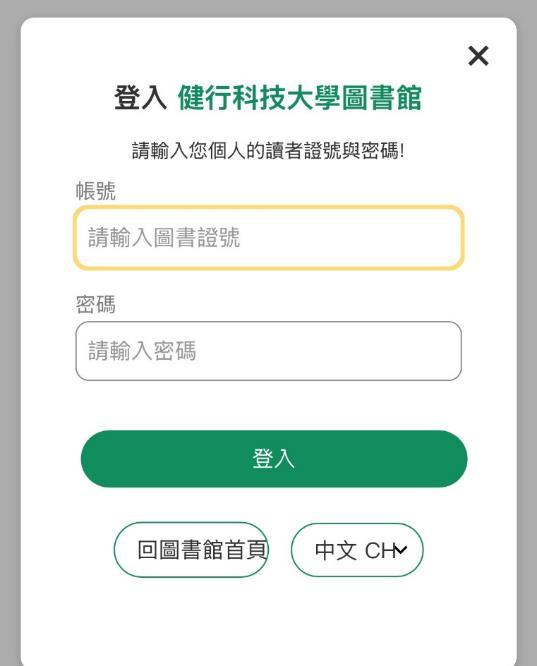 登入 健行科技大學圖書館
請輸入您個人的讀者證號與密碼!
帳號
請輸入圖書證號
密碼
請輸入密碼
登入
回圖書館首頁 中文 CH